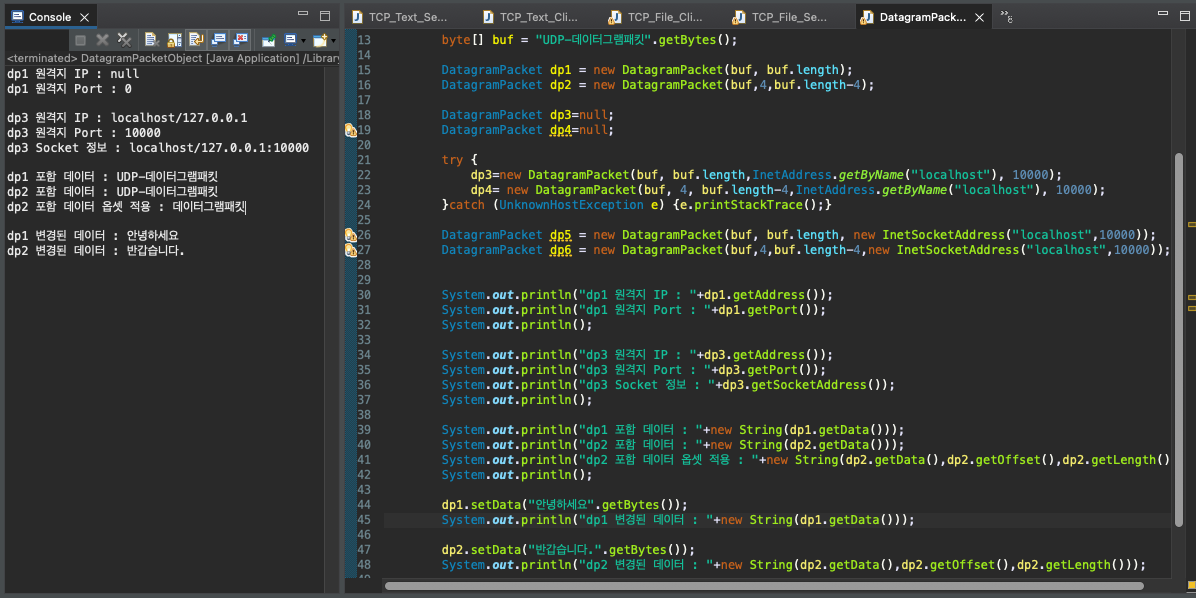 Console
<terminated> DatagramPacketObject [Java Application] /Library
dp1 원격지 IP : null
dp1 원격지 Port : 0
dp3 원격지 IP : localhost/127.0.0.1
dp3 원격지 Port : 10000
dp3 Socket 정보 : localhost/127.0.0.1:10000
dp1 포함 데이터 : UDP-데이터그램패킷
dp2 포함 데이터 : UDP-데이터그램패킷
dp2 포함 데이터 옵셋 적용 : 데이터그램패킷
dp1 변경된 데이터 : 안녕하세요
dp2 변경된 데이터 : 반갑습니다.
TCP_Text_Se... TCP_Text_Cli... TCP_File_Cli... TCP_File_Se... DatagramPack... 8
13 byte[] buf = "UDP-데이터그램패킷".getBytes();
14
15 DatagramPacket dp1 = new DatagramPacket(buf, buf.length);
16 DatagramPacket dp2 = new DatagramPacket(buf,4,buf.length-4);
17
18 DatagramPacket dp3=null;
19 DatagramPacket dp4=null;
20
21 try {
22 dp3=new DatagramPacket(buf, buf.length,InetAddress.getByName("localhost"), 10000);
23 dp4= new DatagramPacket(buf, 4, buf.length-4,InetAddress.getByName("localhost"), 10000);
24 }catch (UnknownHostException e) {e.printStackTrace();}
25
26 DatagramPacket dp5 = new DatagramPacket(buf, buf.length, new InetSocketAddress("localhost",10000));
27 DatagramPacket dp6 = new DatagramPacket(buf,4,buf.length-4,new InetSocketAddress("localhost",10000));
28
29
30 System.out.println("dp1 원격지 IP : "+dp1.getAddress());
31 System.out.println("dp1 원격지 Port : "+dp1.getPort());
32 System.out.println();
33
34 System.out.println("dp3 원격지 IP : "+dp3.getAddress());
35 System.out.println("dp3 원격지 Port : "+dp3.getPort());
36 System.out.println("dp3 Socket 정보 : "+dp3.getSocketAddress());
37 System.out.println();
38
39 System.out.println("dp1 포함 데이터 : "+new String(dp1.getData()));
40 System.out.println("dp2 포함 데이터 : "+new String(dp2.getData()));
41 System.out.println("dp2 포함 데이터 옵셋 적용 : "+new String(dp2.getData(),dp2.getOffset(),dp2.getLength()
42 System.out.println();
43
44 dp1.setData("안녕하세요".getBytes());
45 System.out.println("dp1 변경된 데이터 : "+new String(dp1.getData()));
46
47 dp2.setData("반갑습니다.".getBytes());
48 System.out.println("dp2 변경된 데이터 : "+new String(dp2.getData(),dp2.getOffset(),dp2.getLength()));